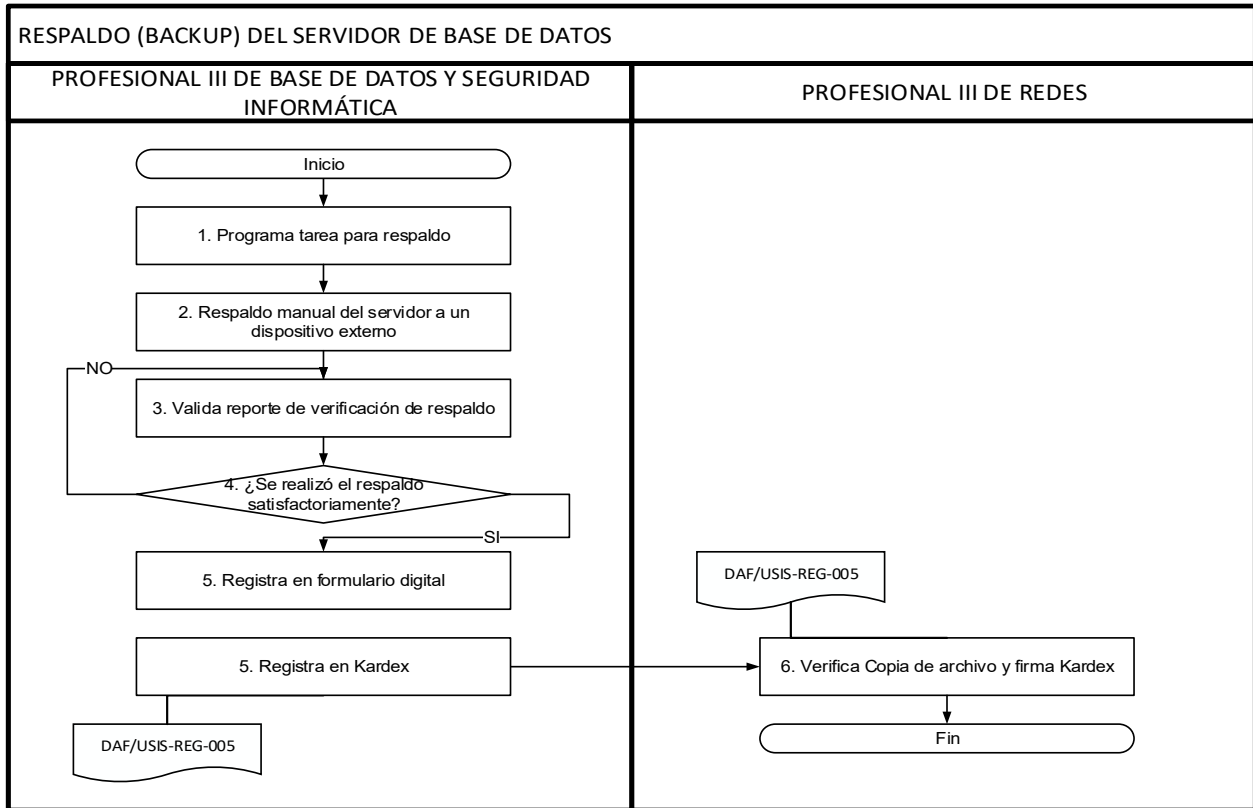 RESPALDO (BACKUP) DEL SERVIDOR DE BASE DE DATOS
PROFESIONAL III DE BASE DE DATOS Y SEGURIDAD
INFORMÁTICA
PROFESIONAL III DE REDES
Inicio
1. Programa tarea para respaldo
2. Respaldo manual del servidor a un
dispositivo externo
NO
3. Valida reporte de verificación de respaldo
4. ¿Se realizó el respaldo
satisfactoriamente?
SI
5. Registra en formulario digital
DAF/USIS-REG-005
5. Registra en Kardex
6. Verifica Copia de archivo y firma Kardex
DAF/USIS-REG-005
Fin